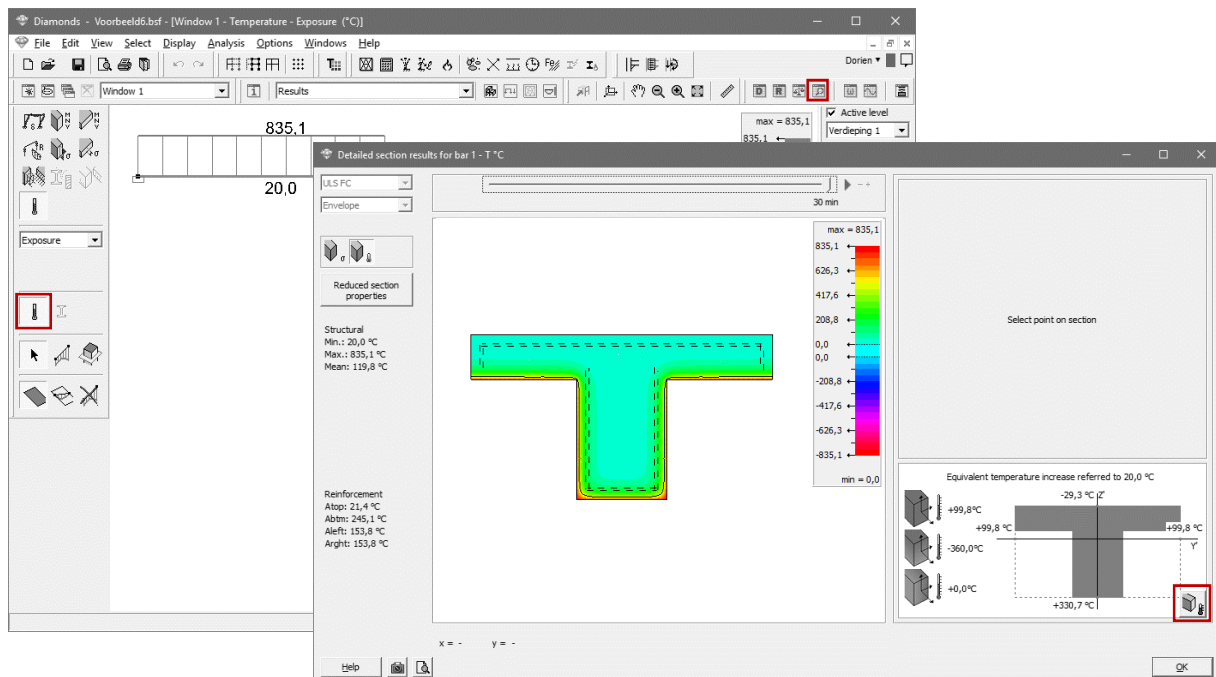 Diamonds - Voorbeeld6.bsf - [Window 1 - Temperature - Exposure (°C)]
File Edit View Select Display Analysis Options Windows Help
Dorien
Window 1
Results
Active level
Verdieping 1
max = 835,1
835,1
835,1
20,0
Exposure
Detailed section results for bar 1 - T °C
ULS FC
Envelope
30 min
Reduced section
properties
Structural
Min.: 20,0 °C
Max.: 835,1 °C
Mean: 119,8 °C
Reinforcement
Atop: 21,4 °C
Abtm: 245,1 °C
Aleft: 153,8 °C
Arght: 153,8 °C
max = 835,1
835,1
626,3
417,6
208,8
0,0
0,0
-208,8
-417,6
-626,3
-835,1
min = 0,0
Select point on section
Equivalent temperature increase referred to 20,0 °C
-29,3 °C Z'
+99,8°C
+99,8 °C
+99,8 °C
Y'
-360,0°C
+0,0°C
+330,7 °C
x = - y = -
Help
OK